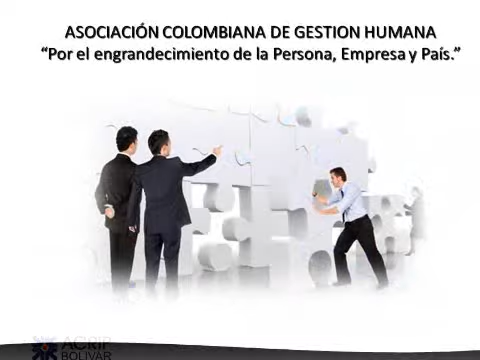 ASOCIACIÓN COLOMBIANA DE GESTION HUMANA
“Por el engrandecimiento de la Persona, Empresa y País.”
ACRIP
BOLIVAR